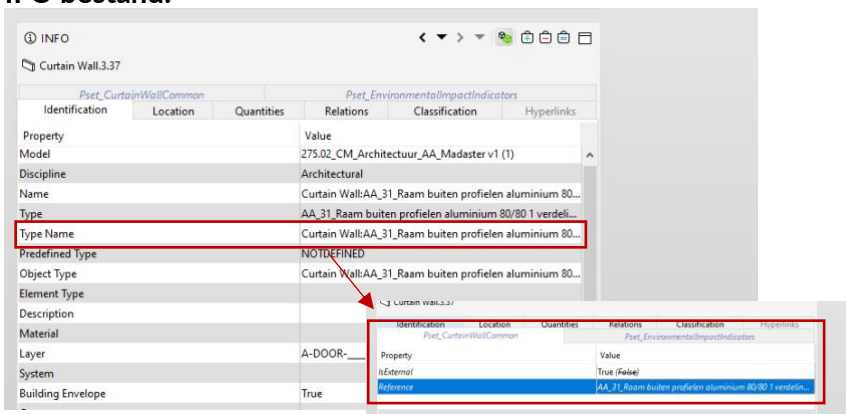 IFC bestand:
INFO
Curtain Wall.3.37
Pset_CurtainWallCommon Pset_EnvironmentalImpactIndicators
Identification Location Quantities Relations Classification Hyperlinks
Property Value
Model 275.02_CM_Architectuur_AA_Madaster v1 (1)
Discipline Architectural
Name Curtain Wall:AA_31_Raam buiten profielen aluminium 80...
Type AA_31_Raam buiten profielen aluminium 80/80 1 verdeli...
Type Name Curtain Wall:AA_31_Raam buiten profielen aluminium 80...
Predefined Type NOTDEFINED
Object Type Curtain Wall:AA_31_Raam buiten profielen aluminium 80...
Element Type
Description
Material
Layer A-DOOR-____
System
Building Envelope True
Curtain Wall.3.37
Identification Location Quantities Relations Classification Hyperlinks
Pset_CurtainWallCommon Pset_EnvironmentalImpactIndicators
Property Value
IsExternal True (False)
Reference AA_31_Raam buiten profielen aluminium 80/80 1 verdelin...